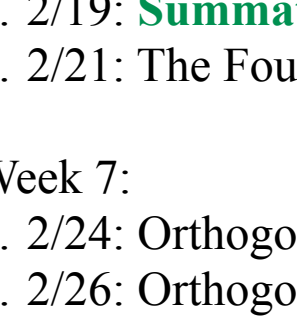 . 2/19: Summa
. 2/21: The Fou
Week 7:
. 2/24: Orthogo
. 2/26: Orthogo